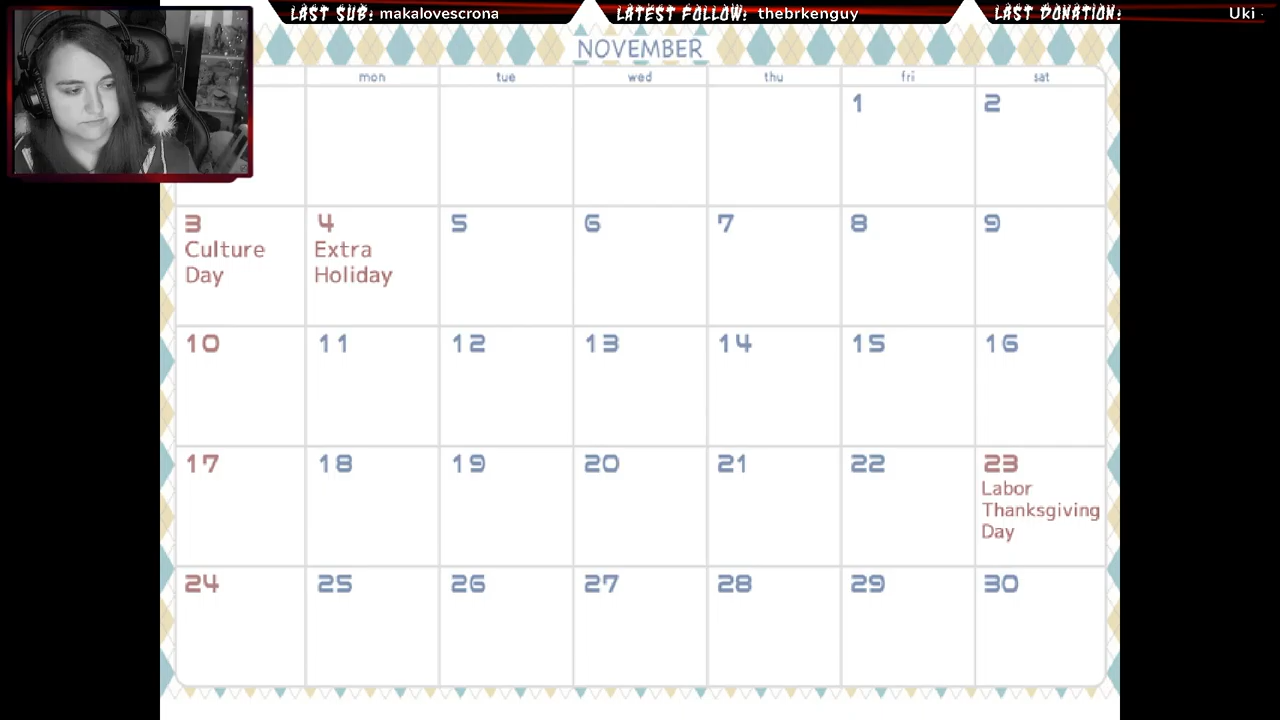 LAST SUB: makalovescrona
LATEST FOLLOW: thebrkenguy
LAST DONATION: Uki
NOVEMBER
mon tue wed thu fri sat
1 2
3 4 5 6 7 8 9
Culture Extra
Day Holiday
10 11 12 13 14 15 16
17 18 19 20 21 22 23
Labor
Thanksgiving
Day
24 25 26 27 28 29 30